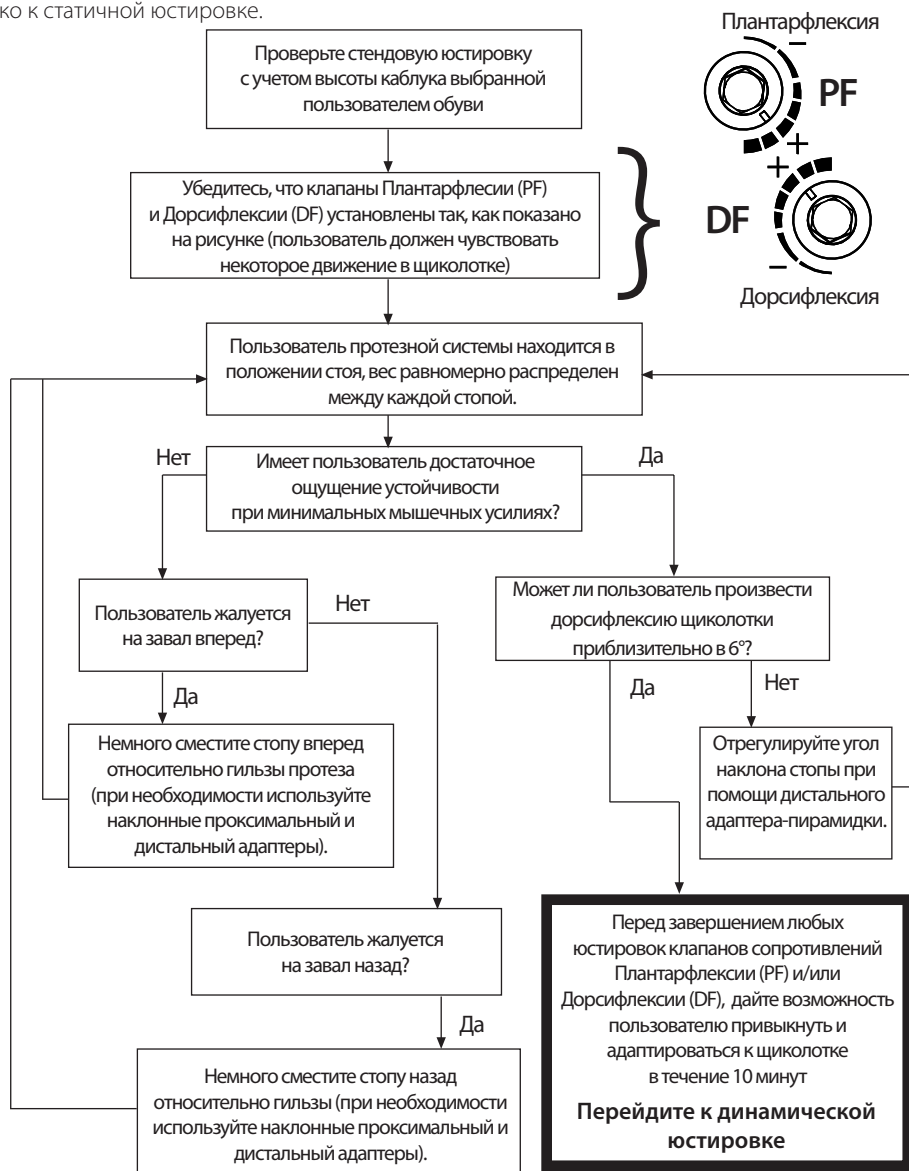 ко к статичной юстировке.
Плантарфлексия
PF
DF
Дорсифлексия
Проверьте стендовую юстировку
с учетом высоты каблука выбранной
пользователем обуви
Убедитесь, что клапаны Плантарфлесии (PF)
и Дорсифлексии (DF) установлены так, как показано
на рисунке (пользователь должен чувствовать
некоторое движение в щиколотке)
Пользователь протезной системы находится в
положении стоя, вес равномерно распределен
между каждой стопой.
Нет
Имеет пользователь достаточное
ощущение устойчивости
при минимальных мышечных усилиях?
Да
Пользователь жалуется
на завал вперед?
Нет
Может ли пользователь произвести
дорсифлексию щиколотки
приблизительно в 6°?
Да
Да
Нет
Немного сместите стопу вперед
относительно гильзы протеза
(при необходимости используйте
наклонные проксимальный и
дистальный адаптеры).
Отрегулируйте угол
наклона стопы при
помощи дистального
адаптера-пирамидки.
Пользователь жалуется
на завал назад?
Да
Немного сместите стопу назад
относительно гильзы (при необходимости
используйте наклонные проксимальный и
дистальный адаптеры).
Перед завершением любых
юстировок клапанов сопротивлений
Плантарфлексии (PF) и/или
Дорсифлексии (DF), дайте возможность
пользователю привыкнуть и
адаптироваться к щиколотке
в течение 10 минут
Перейдите к динамической
юстировке